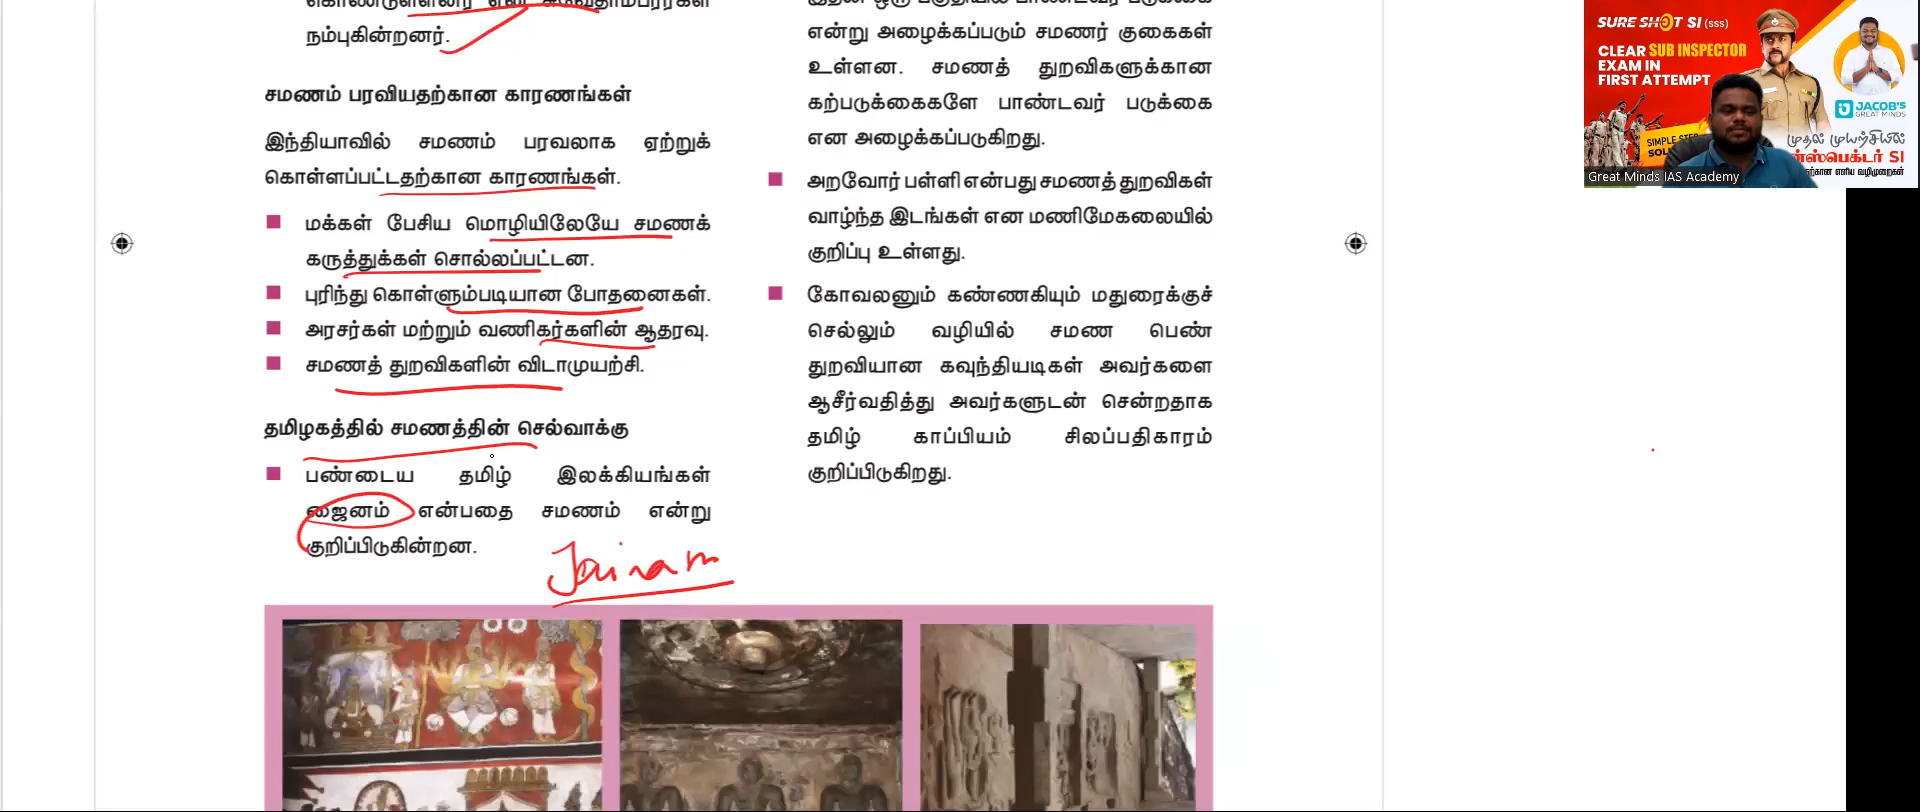 நம்புகின்றனர்.
சமணம் பரவியதற்கான காரணங்கள்
இந்தியாவில் சமணம் பரவலாக ஏற்றுக்
கொள்ளப்பட்டதற்கான காரணங்கள்.
மக்கள் பேசிய மொழியிலேயே சமணக்
கருத்துக்கள் சொல்லப்பட்டன.
புரிந்து கொள்ளும்படியான போதனைகள்.
அரசர்கள் மற்றும் வணிகர்களின் ஆதரவு.
சமணத் துறவிகளின் விடாமுயற்சி.
தமிழகத்தில் சமணத்தின் செல்வாக்கு
பண்டைய தமிழ் இலக்கியங்கள்
ஜைனம் என்பதை சமணம் என்று
குறிப்பிடுகின்றன.
Jainam
என்று அழைக்கப்படும் சமணர் குகைகள்
உள்ளன. சமணத் துறவிகளுக்கான
கற்படுக்கைகளே பாண்டவர் படுக்கை
என அழைக்கப்படுகிறது.
அறவோர் பள்ளி என்பது சமணத் துறவிகள்
வாழ்ந்த இடங்கள் என மணிமேகலையில்
குறிப்பு உள்ளது.
கோவலனும் கண்ணகியும் மதுரைக்குச்
செல்லும் வழியில் சமண பெண்
துறவியான கவுந்தியடிகள் அவர்களை
ஆசீர்வதித்து அவர்களுடன் சென்றதாக
தமிழ் காப்பியம் சிலப்பதிகாரம்
குறிப்பிடுகிறது.
SURE SHOT SI (SSS)
CLEAR SUB INSPECTOR
EXAM IN
FIRST ATTEMPT
JACOB'S
GREAT MINDS
SIMPLE
முதல் முயற்சியில்
SI
எளிய வழிமுறைகள்
Great Minds IAS Academy